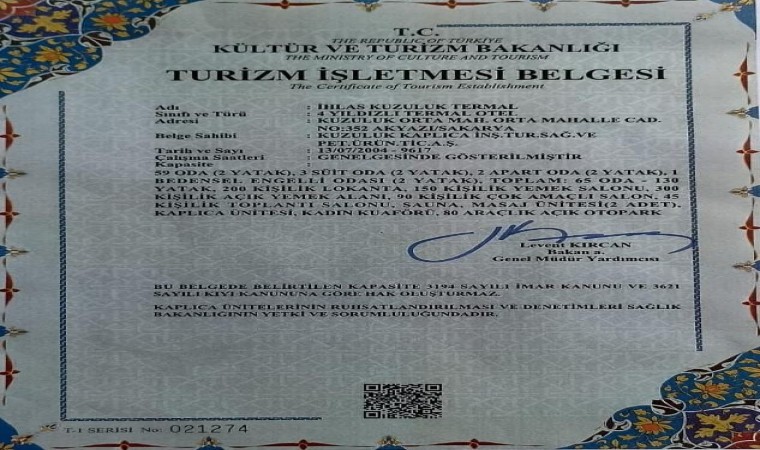 T.C.
THE REPUBLIC OF TÜRKİYE
KÜLTÜR VE TURİZM BAKANLIĞI
THE MINISTRY OF CULTURE AND TOURISM
TURİZM İŞLETMESİ BELGESİ
The Certificate of Tourism Establishment
Adı : İHLAS KUZULUK TERMAL
Sınıfı ve Türü : 4 YILDIZLI TERMAL OTEL
Adresi : KUZULUK ORTA MAH. ORTA MAHALLE CAD.
NO:352 AKYAZI/SAKARYA
Belge Sahibi : KUZULUK KAPLICA İNŞ.TUR.SAĞ.VE
PET.ÜRÜN.TİC.A.Ş.
Tarih ve Sayı : 13/07/2004 - 9617
Çalışma Saatleri : GENELGESİNDE GÖSTERİLMİŞTİR
Kapasite :
59 ODA (2 YATAK), 3 SÜİT ODA (2 YATAK), 2 APART ODA (2 YATAK), 1
BEDENSEL ENGELLİ ODASI (2 YATAK), TOPLAM: 65 ODA - 130
YATAK, 200 KİŞİLİK LOKANTA, 150 KİŞİLİK YEMEK SALONU, 300
KİŞİLİK AÇIK YEMEK ALANI, 90 KİŞİLİK ÇOK AMAÇLI SALON, 45
KİŞİLİK TOPLANTI SALONU, SAUNA, MASAJ ÜNİTESİ(2 ADET),
KAPLICA ÜNİTESİ, KADIN KUAFÖRÜ, 80 ARAÇLIK AÇIK OTOPARK
Levent KIRCAN
Bakan a.
Genel Müdür Yardımcısı
BU BELGEDE BELİRTİLEN KAPASİTE 3194 SAYILI İMAR KANUNU VE 3621
SAYILI KIYI KANUNUNA GÖRE HAK OLUŞTURMAZ.
KAPLICA ÜNİTELERİNİN RUHSATLANDIRILMASI VE DENETİMLERİ SAĞLIK
BAKANLIĞININ YETKİ VE SORUMLULUĞUNDADIR.
T-1 SERİSİ No: 021274